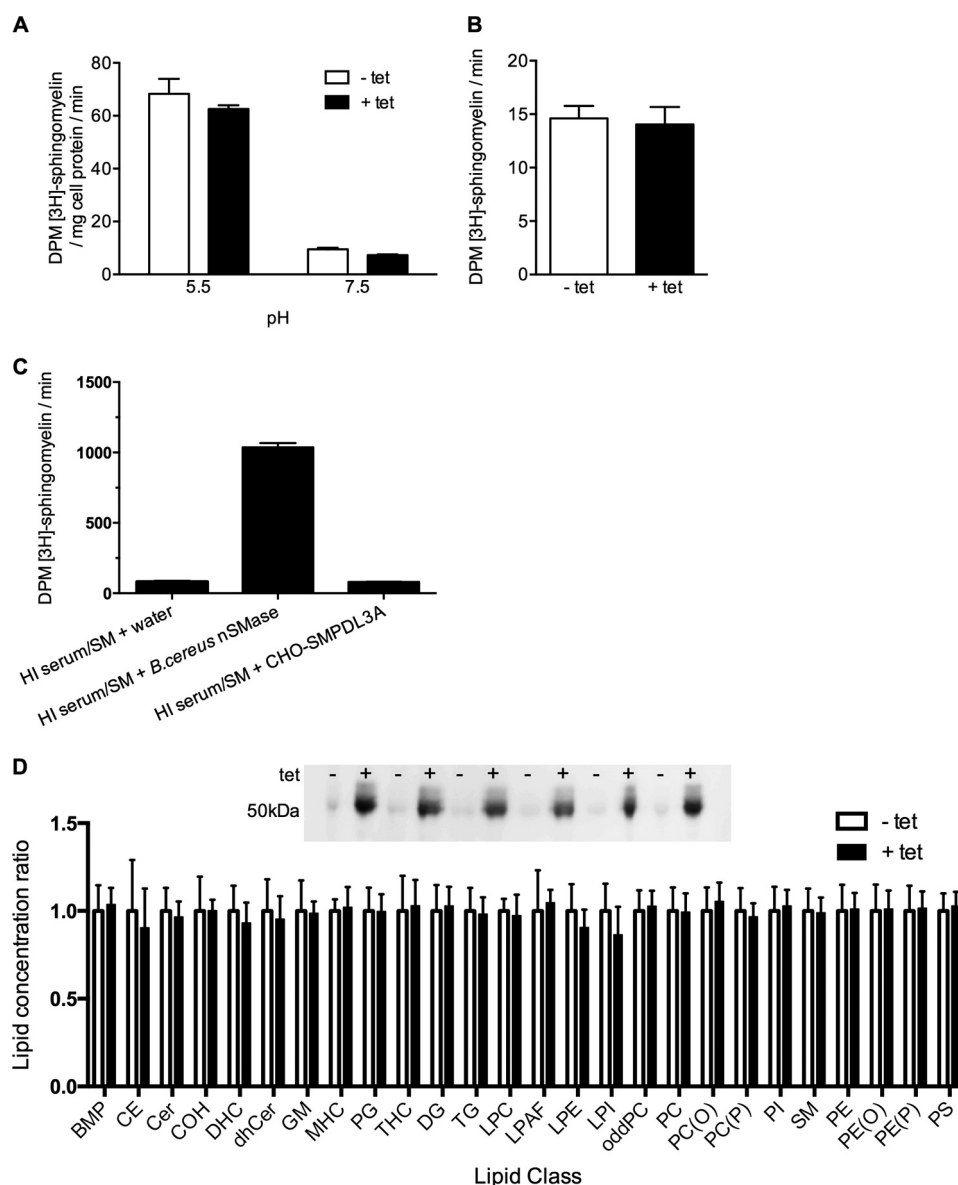 A
DPM [3H]-sphingomyelin
/ mg cell protein / min
80
60
40
20
0
- tet
+ tet
5.5
7.5
pH
B
DPM [3H]-sphingomyelin / min
20
15
10
5
0
- tet
+ tet
C
DPM [3H]-sphingomyelin / min
1500
1000
500
0
HI serum/SM + water
HI serum/SM + B.cereus nSMase
HI serum/SM + CHO-SMPDL3A
D
tet - + - + - + - + - + - +
50kDa
- tet
+ tet
Lipid concentration ratio
1.5
1.0
0.5
0.0
BMP
CE
Cer
COH
DHC
dhCer
GM
MHC
PG
THC
DG
TG
LPC
LPAF
LPE
LPI
oddPC
PC
PC(O)
PC(P)
PI
SM
PE
PE(O)
PE(P)
PS
Lipid Class